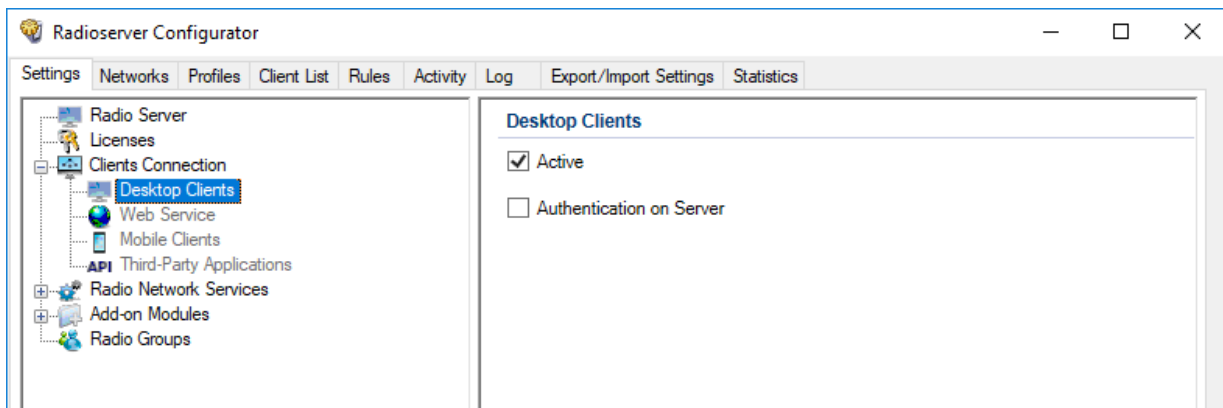 Radioserver Configurator
Settings Networks Profiles Client List Rules Activity Log Export/Import Settings Statistics
Radio Server
Licenses
Clients Connection
Desktop Clients
Web Service
Mobile Clients
API Third-Party Applications
Radio Network Services
Add-on Modules
Radio Groups
Desktop Clients
Active
Authentication on Server